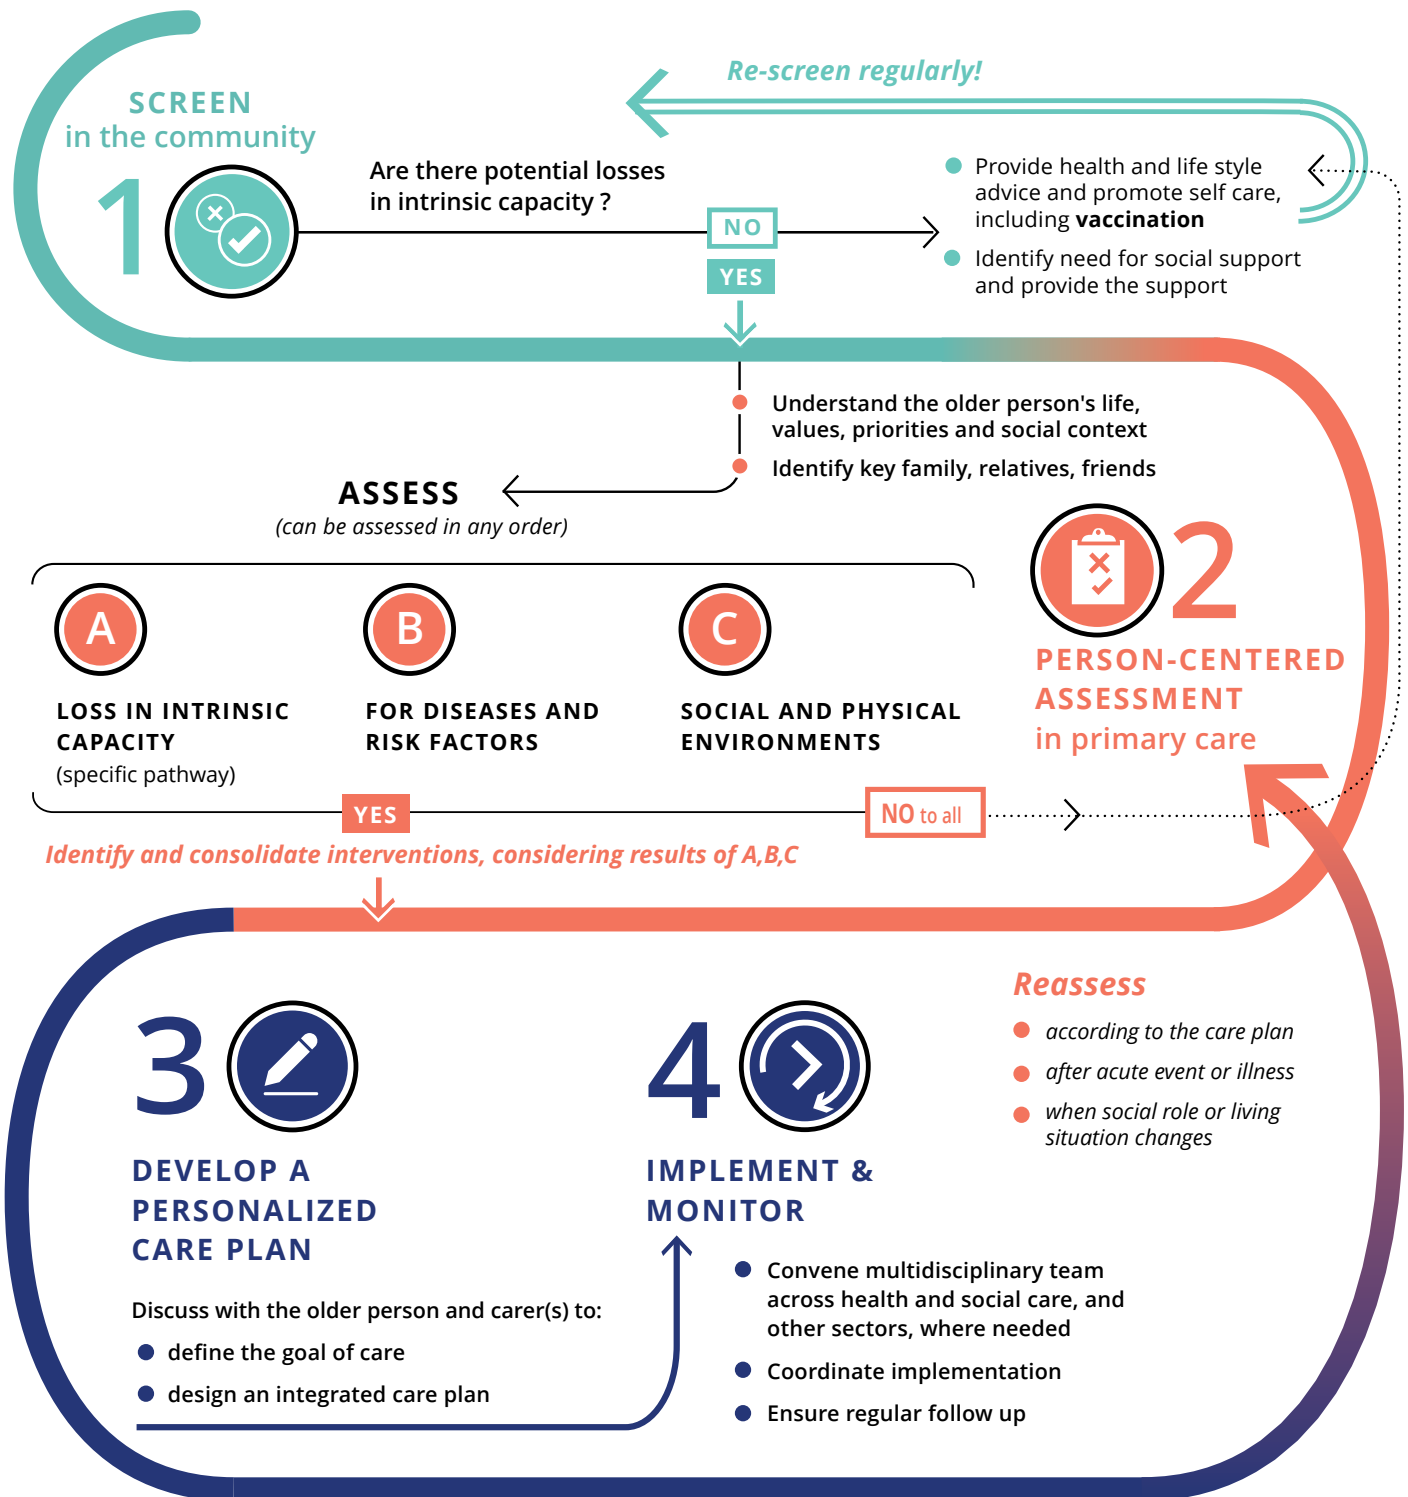 SCREEN
in the community
1
Re-screen regularly!
Are there potential losses
in intrinsic capacity ?
NO
YES
Provide health and life style
advice and promote self care,
including vaccination
Identify need for social support
and provide the support
Understand the older person's life,
values, priorities and social context
Identify key family, relatives, friends
ASSESS
(can be assessed in any order)
2
PERSON-CENTERED
ASSESSMENT
in primary care
A
LOSS IN INTRINSIC
CAPACITY
(specific pathway)
B
FOR DISEASES AND
RISK FACTORS
C
SOCIAL AND PHYSICAL
ENVIRONMENTS
YES
NO to all
Identify and consolidate interventions, considering results of A,B,C
3
DEVELOP A
PERSONALIZED
CARE PLAN
Discuss with the older person and carer(s) to:
define the goal of care
design an integrated care plan
4
IMPLEMENT &
MONITOR
Convene multidisciplinary team
across health and social care, and
other sectors, where needed
Coordinate implementation
Ensure regular follow up
Reassess
according to the care plan
after acute event or illness
when social role or living
situation changes